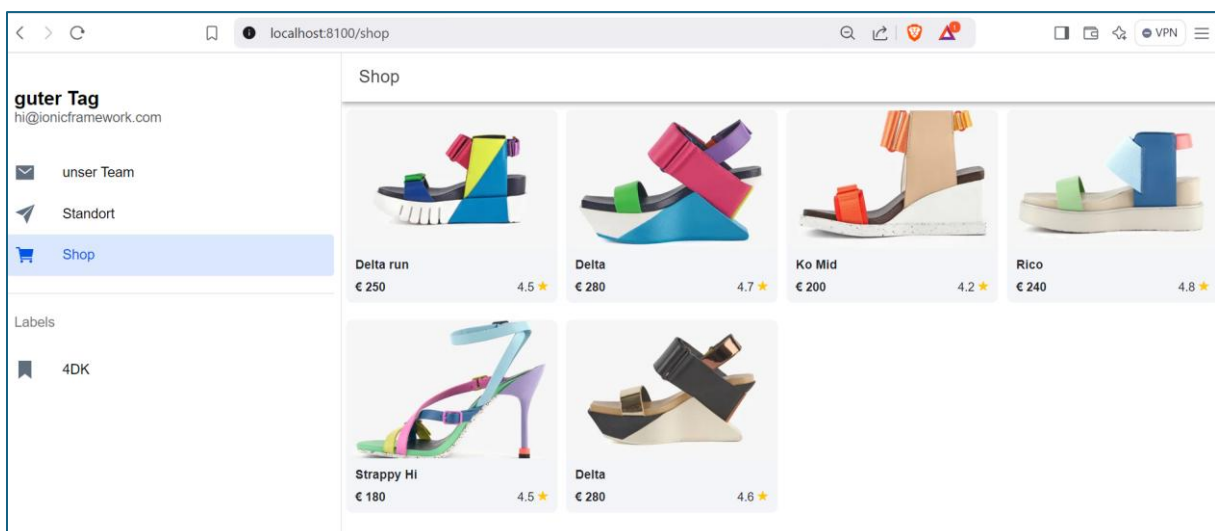 localhost:8100/shop
1
VPN
guter Tag
hi@ionicframework.com
unser Team
Standort
Shop
Labels
4DK
Shop
Delta run
€ 250 4.5 ★
Delta
€ 280 4.7 ★
Ko Mid
€ 200 4.2 ★
Rico
€ 240 4.8 ★
Strappy Hi
€ 180 4.5 ★
Delta
€ 280 4.6 ★